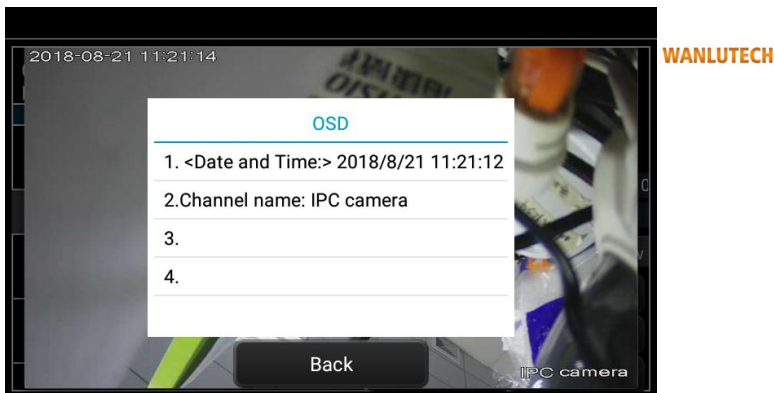 2018-08-21 11:21:14
WANLUTECH
OSD
1. <Date and Time:> 2018/8/21 11:21:12
2.Channel name: IPC camera
3.
4.
Back
IPC camera